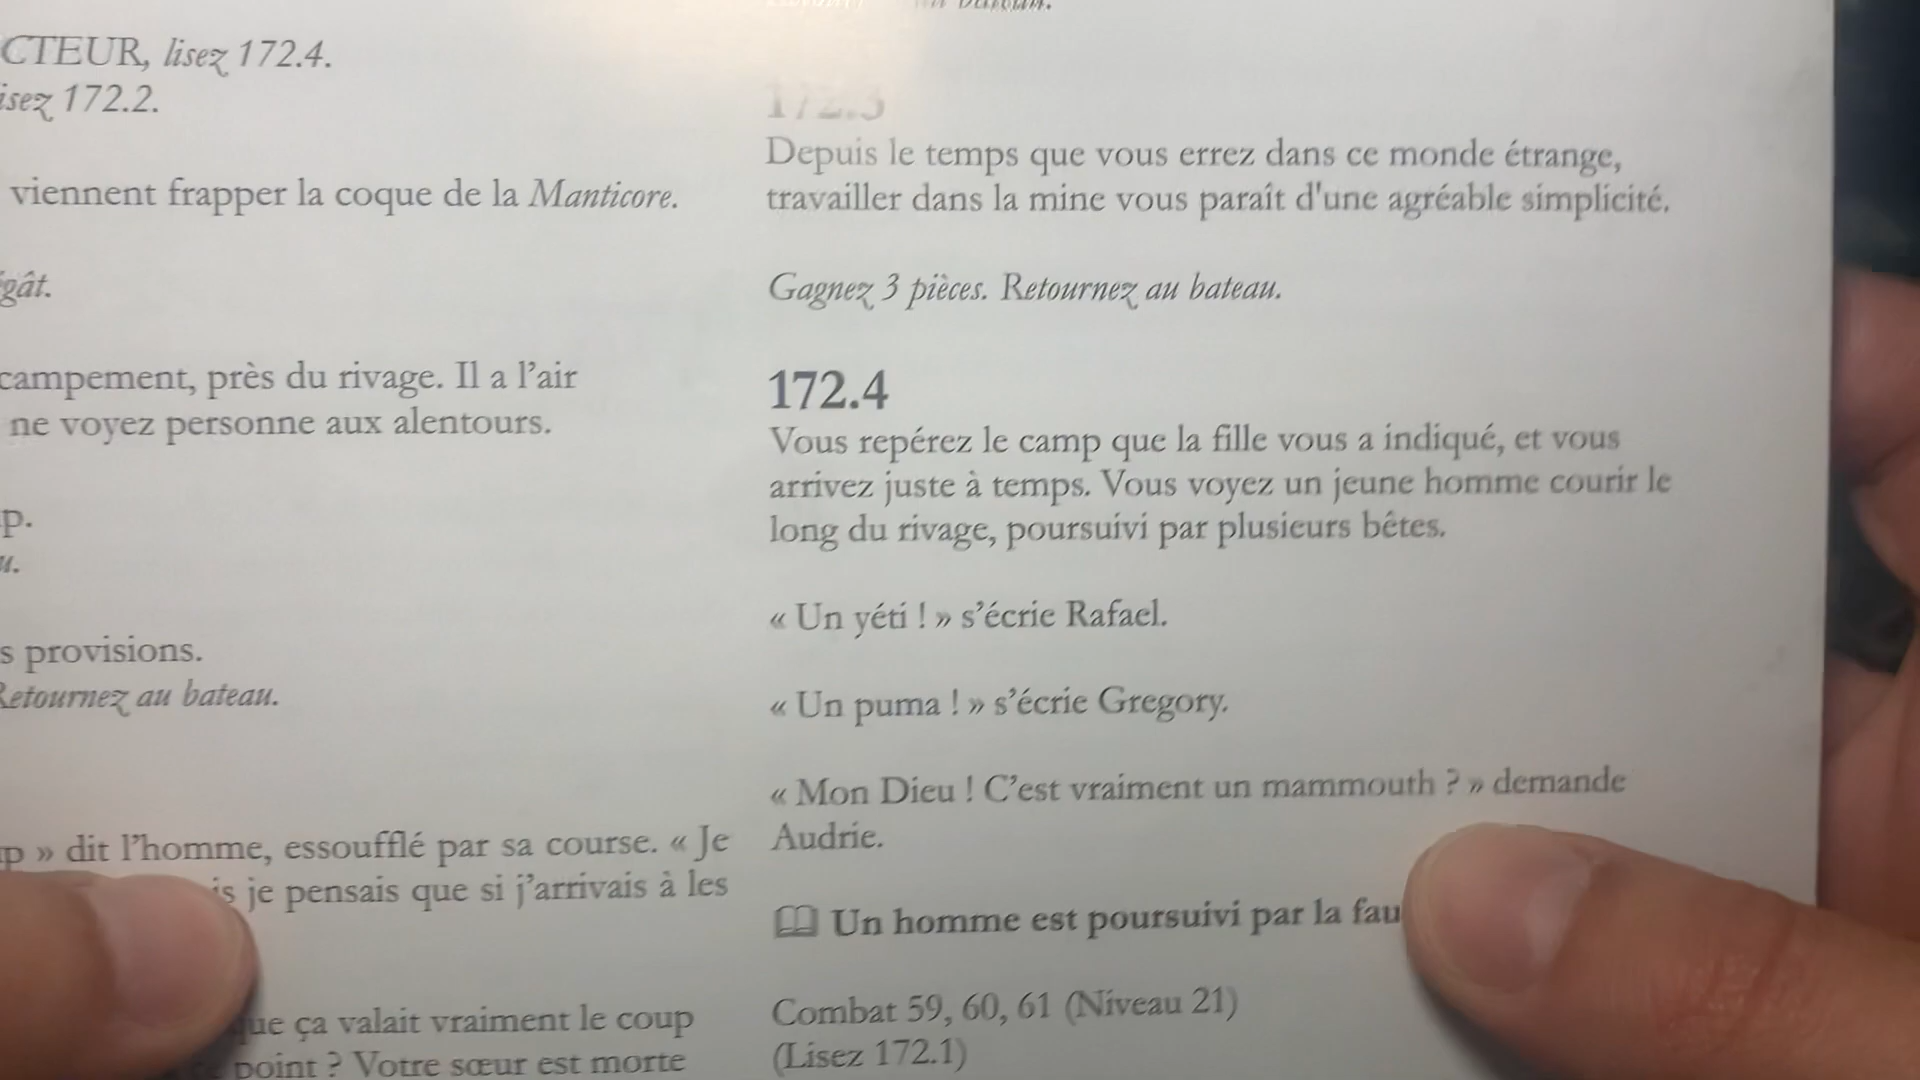 CTEUR, lisez 172.4.
isez 172.2.
viennent frapper la coque de la Manticore.
gât.
campement, près du rivage. Il a l’air
ne voyez personne aux alentours.
p.
u.
s provisions.
Retournez au bateau.
p » dit l’homme, essoufflé par sa course. « Je
is je pensais que si j’arrivais à les
que ça valait vraiment le coup
point ? Votre sœur est morte
172.3
Depuis le temps que vous errez dans ce monde étrange,
travailler dans la mine vous paraît d'une agréable simplicité.
Gagnez 3 pièces. Retournez au bateau.
172.4
Vous repérez le camp que la fille vous a indiqué, et vous
arrivez juste à temps. Vous voyez un jeune homme courir le
long du rivage, poursuivi par plusieurs bêtes.
« Un yéti ! » s’écrie Rafael.
« Un puma ! » s’écrie Gregory.
« Mon Dieu ! C’est vraiment un mammouth ? » demande
Audrie.
Un homme est poursuivi par la fau
Combat 59, 60, 61 (Niveau 21)
(Lisez 172.1)